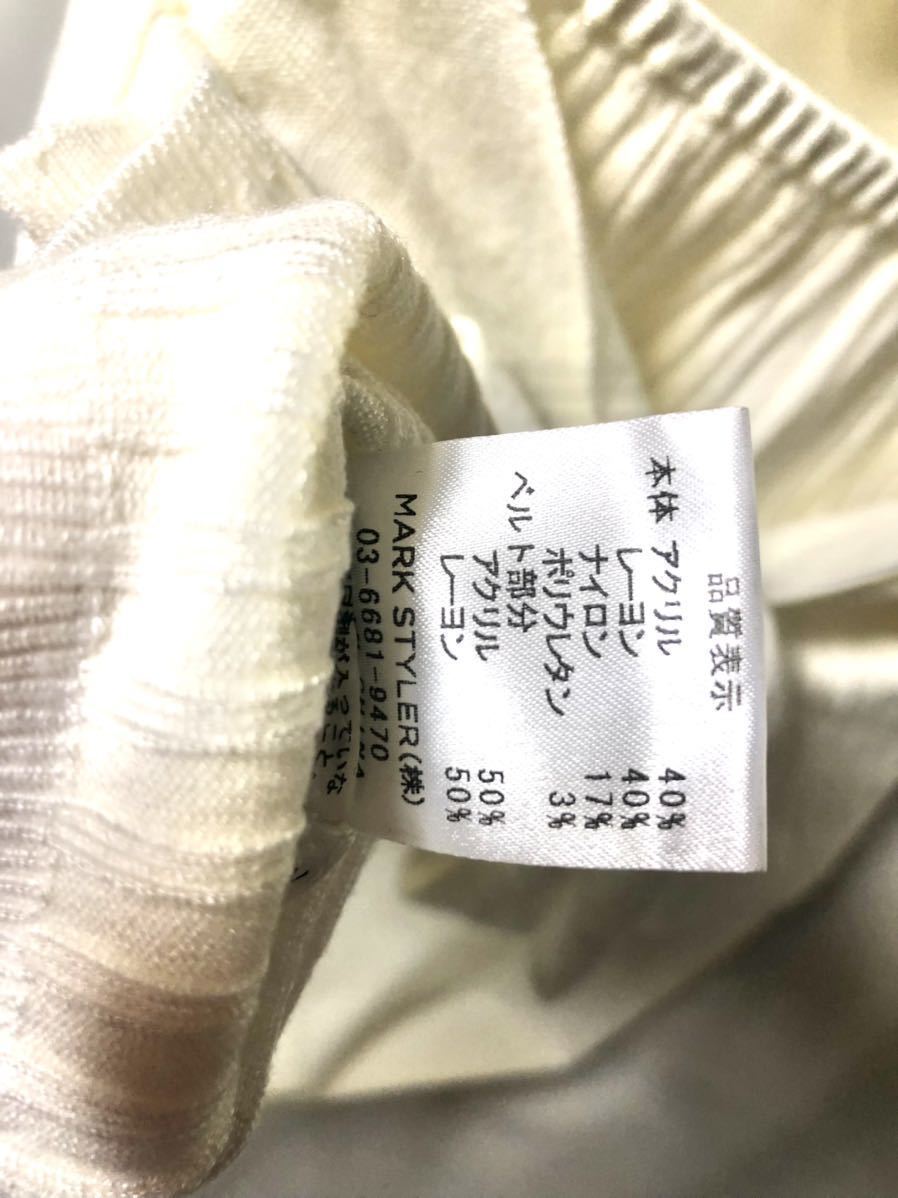 品質表示
本体 アクリル 40%
レーヨン 40%
ナイロン 17%
ポリウレタン 3%
ベルト部分
アクリル 50%
レーヨン 50%
MARK STYLER(株)
03-6681-9470